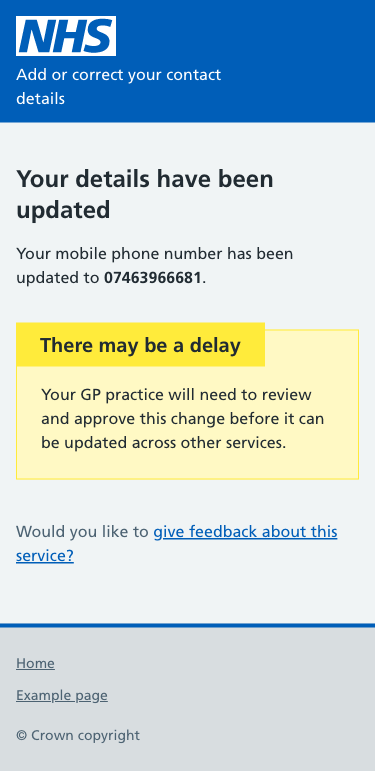 NHS
Add or correct your contact
details
Your details have been
updated
Your mobile phone number has been
updated to 07463966681.
There may be a delay
Your GP practice will need to review
and approve this change before it can
be updated across other services.
Would you like to give feedback about this
service?
Home
Example page
© Crown copyright